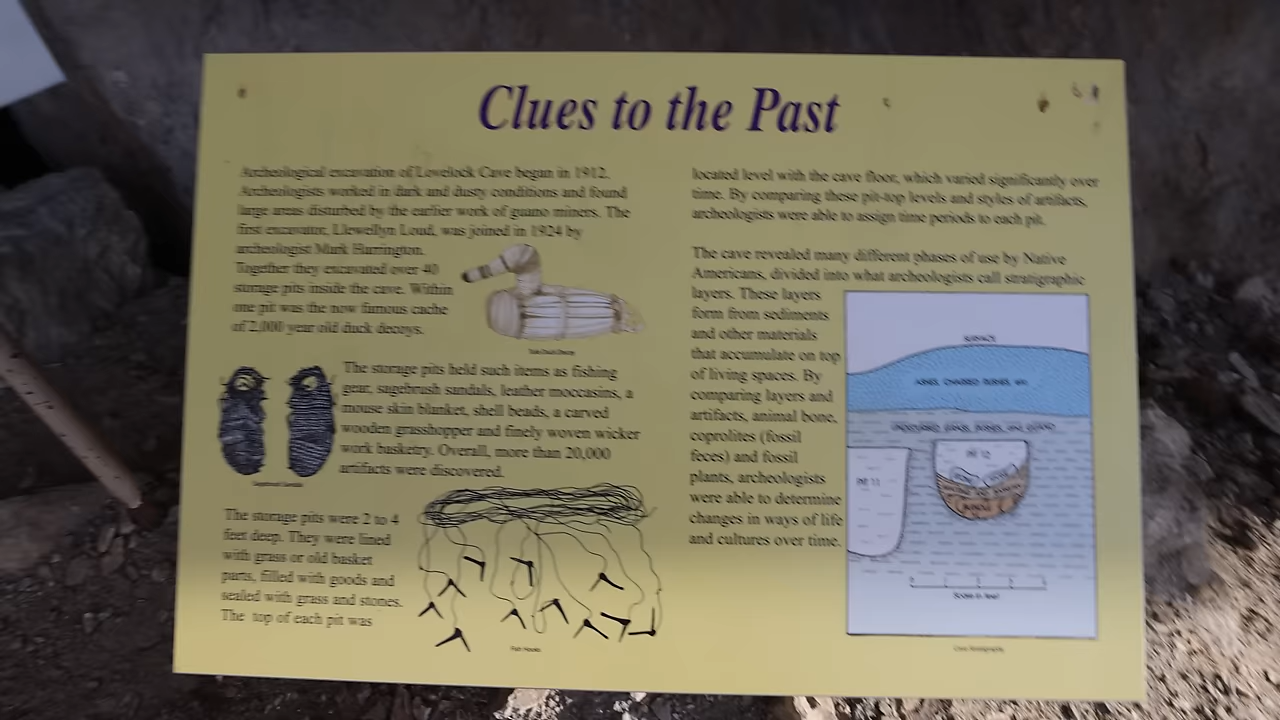 Clues to the Past
Archeological excavation of Lovelock Cave began in 1912.
Archeologists worked in dark and dusty conditions and found
large areas disturbed by the earlier work of guano miners. The
first excavator, Llewellyn Loud, was joined in 1924 by
archeologist Mark Harrington.
Together they excavated over 40
storage pits inside the cave. Within
one pit was the now famous cache
of 2,000 year old duck decoys.
The storage pits held such items as fishing
gear, sagebrush sandals, leather moccasins, a
mouse skin blanket, shell beads, a carved
wooden grasshopper and finely woven wicker
work basketry. Overall, more than 20,000
artifacts were discovered.
The storage pits were 2 to 4
feet deep. They were lined
with grass or old basket
parts, filled with goods and
sealed with grass and stones.
The top of each pit was
located level with the cave floor, which varied significantly over
time. By comparing these pit-top levels and styles of artifacts,
archeologists were able to assign time periods to each pit.
The cave revealed many different phases of use by Native
Americans, divided into what archeologists call stratigraphic
layers. These layers
form from sediments
and other materials
that accumulate on top
of living spaces. By
comparing layers and
artifacts, animal bone,
coprolites (fossil
feces) and fossil
plants, archeologists
were able to determine
changes in ways of life
and cultures over time.
SURFACE
PIT 12
PIT 11
Scale in feet
Fish Hooks
Cave Stratigraphy